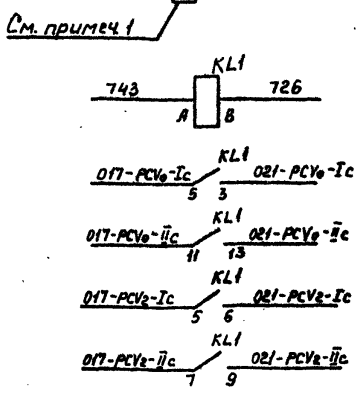 См. примеч. 1
KL1
743 726
A B
KL1
017-PCV₀-Ic 021-PCV₀-Ic
5 3
KL1
017-PCV₀-IIc 021-PCV₀-IIc
11 13
KL1
017-PCV2-Ic 021-PCV2-Ic
5 6
KL1
017-PCV2-IIc 021-PCV2-IIc
7 9